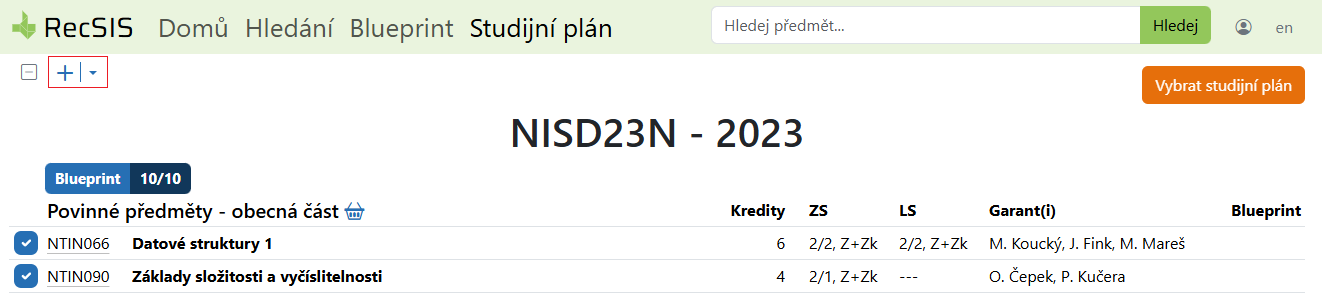 RecSIS Domů Hledání Blueprint Studijní plán Hledej předmět... Hledej en
Vybrat studijní plán
NISD23N - 2023
Blueprint 10/10
Povinné předměty - obecná část Kredity ZS LS Garant(i) Blueprint
NTIN066 Datové struktury 1 6 2/2, Z+Zk 2/2, Z+Zk M. Koucký, J. Fink, M. Mareš
NTIN090 Základy složitosti a vyčíslitelnosti 4 2/1, Z+Zk --- O. Čepek, P. Kučera